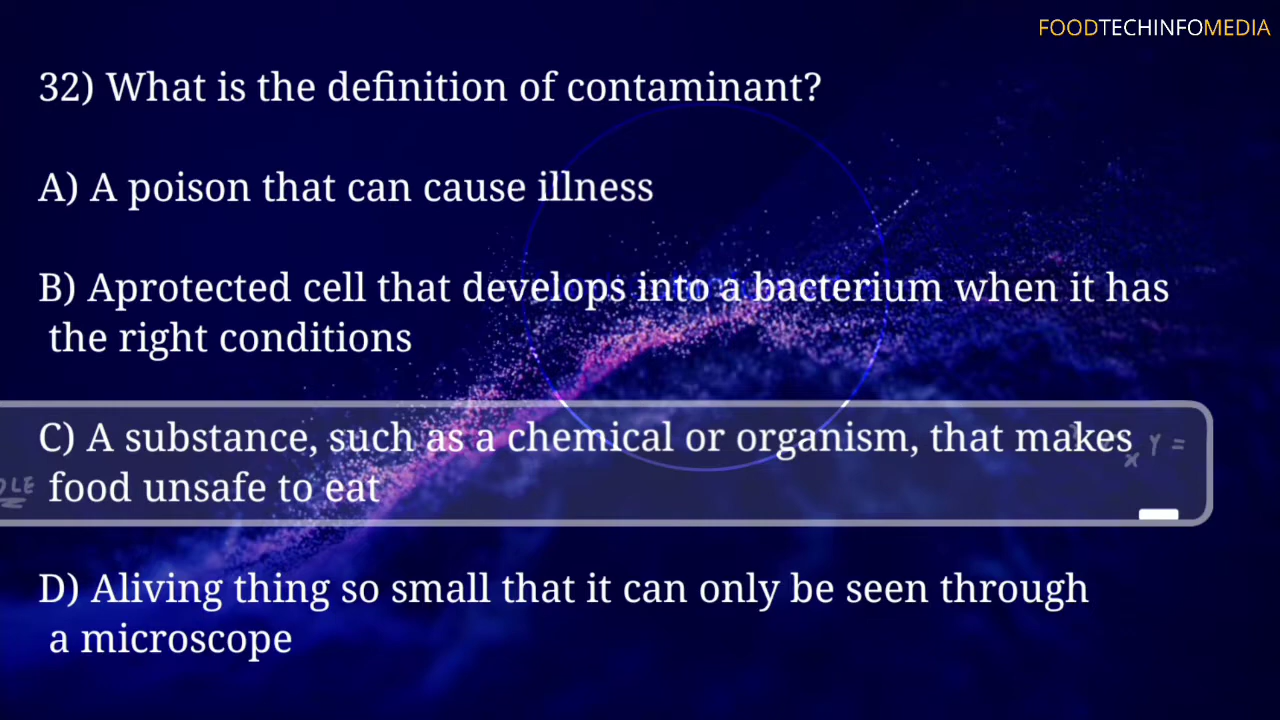 FOODTECHINFOMEDIA
32) What is the definition of contaminant?
A) A poison that can cause illness
B) Aprotected cell that develops into a bacterium when it has
the right conditions
C) A substance, such as a chemical or organism, that makes
food unsafe to eat
D) Aliving thing so small that it can only be seen through
a microscope